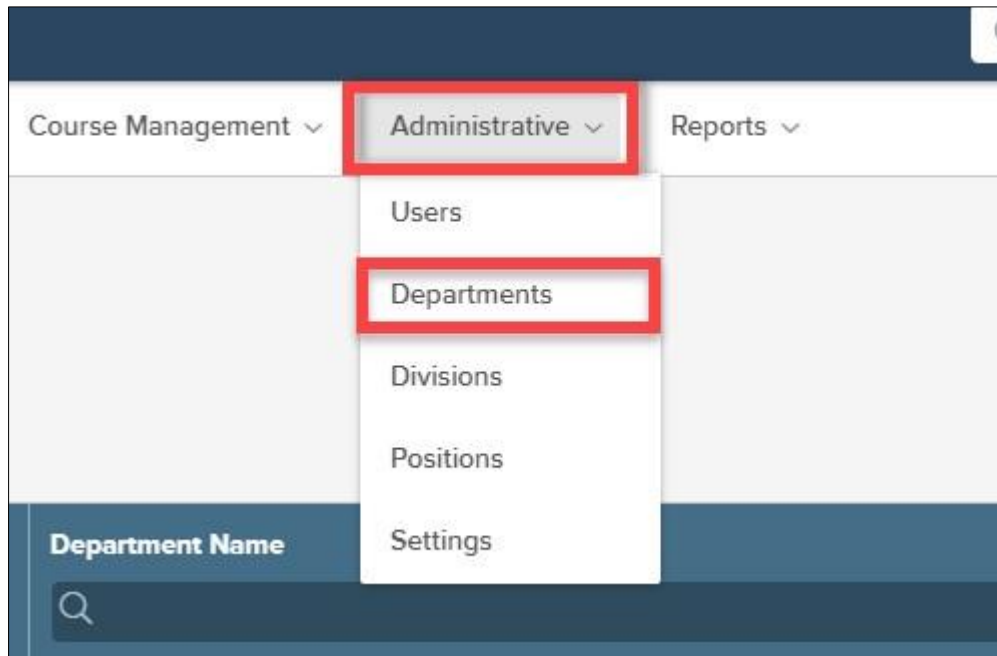 Course Management Administrative Reports
Users
Departments
Divisions
Positions
Settings
Department Name